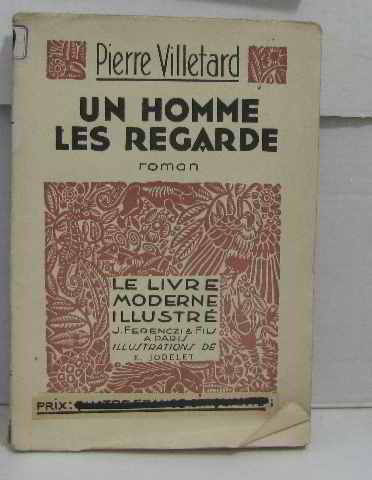 Pierre Villetard
UN HOMME
LES REGARDE
roman
LE LIVRE
MODERNE
ILLUSTRÉ
J. FERENCZI & FILS
A PARIS
ILLUSTRATIONS DE
E. JODELET
PRIX: